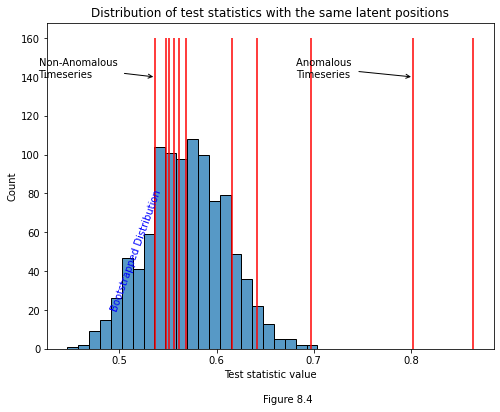 Distribution of test statistics with the same latent positions
160
Non-Anomalous
Timeseries
Anomalous
Timeseries
140
120
100
80
60
40
20
0
Count
Bootstrapped Distribution
0.5
0.6
0.7
0.8
Test statistic value
Figure 8.4